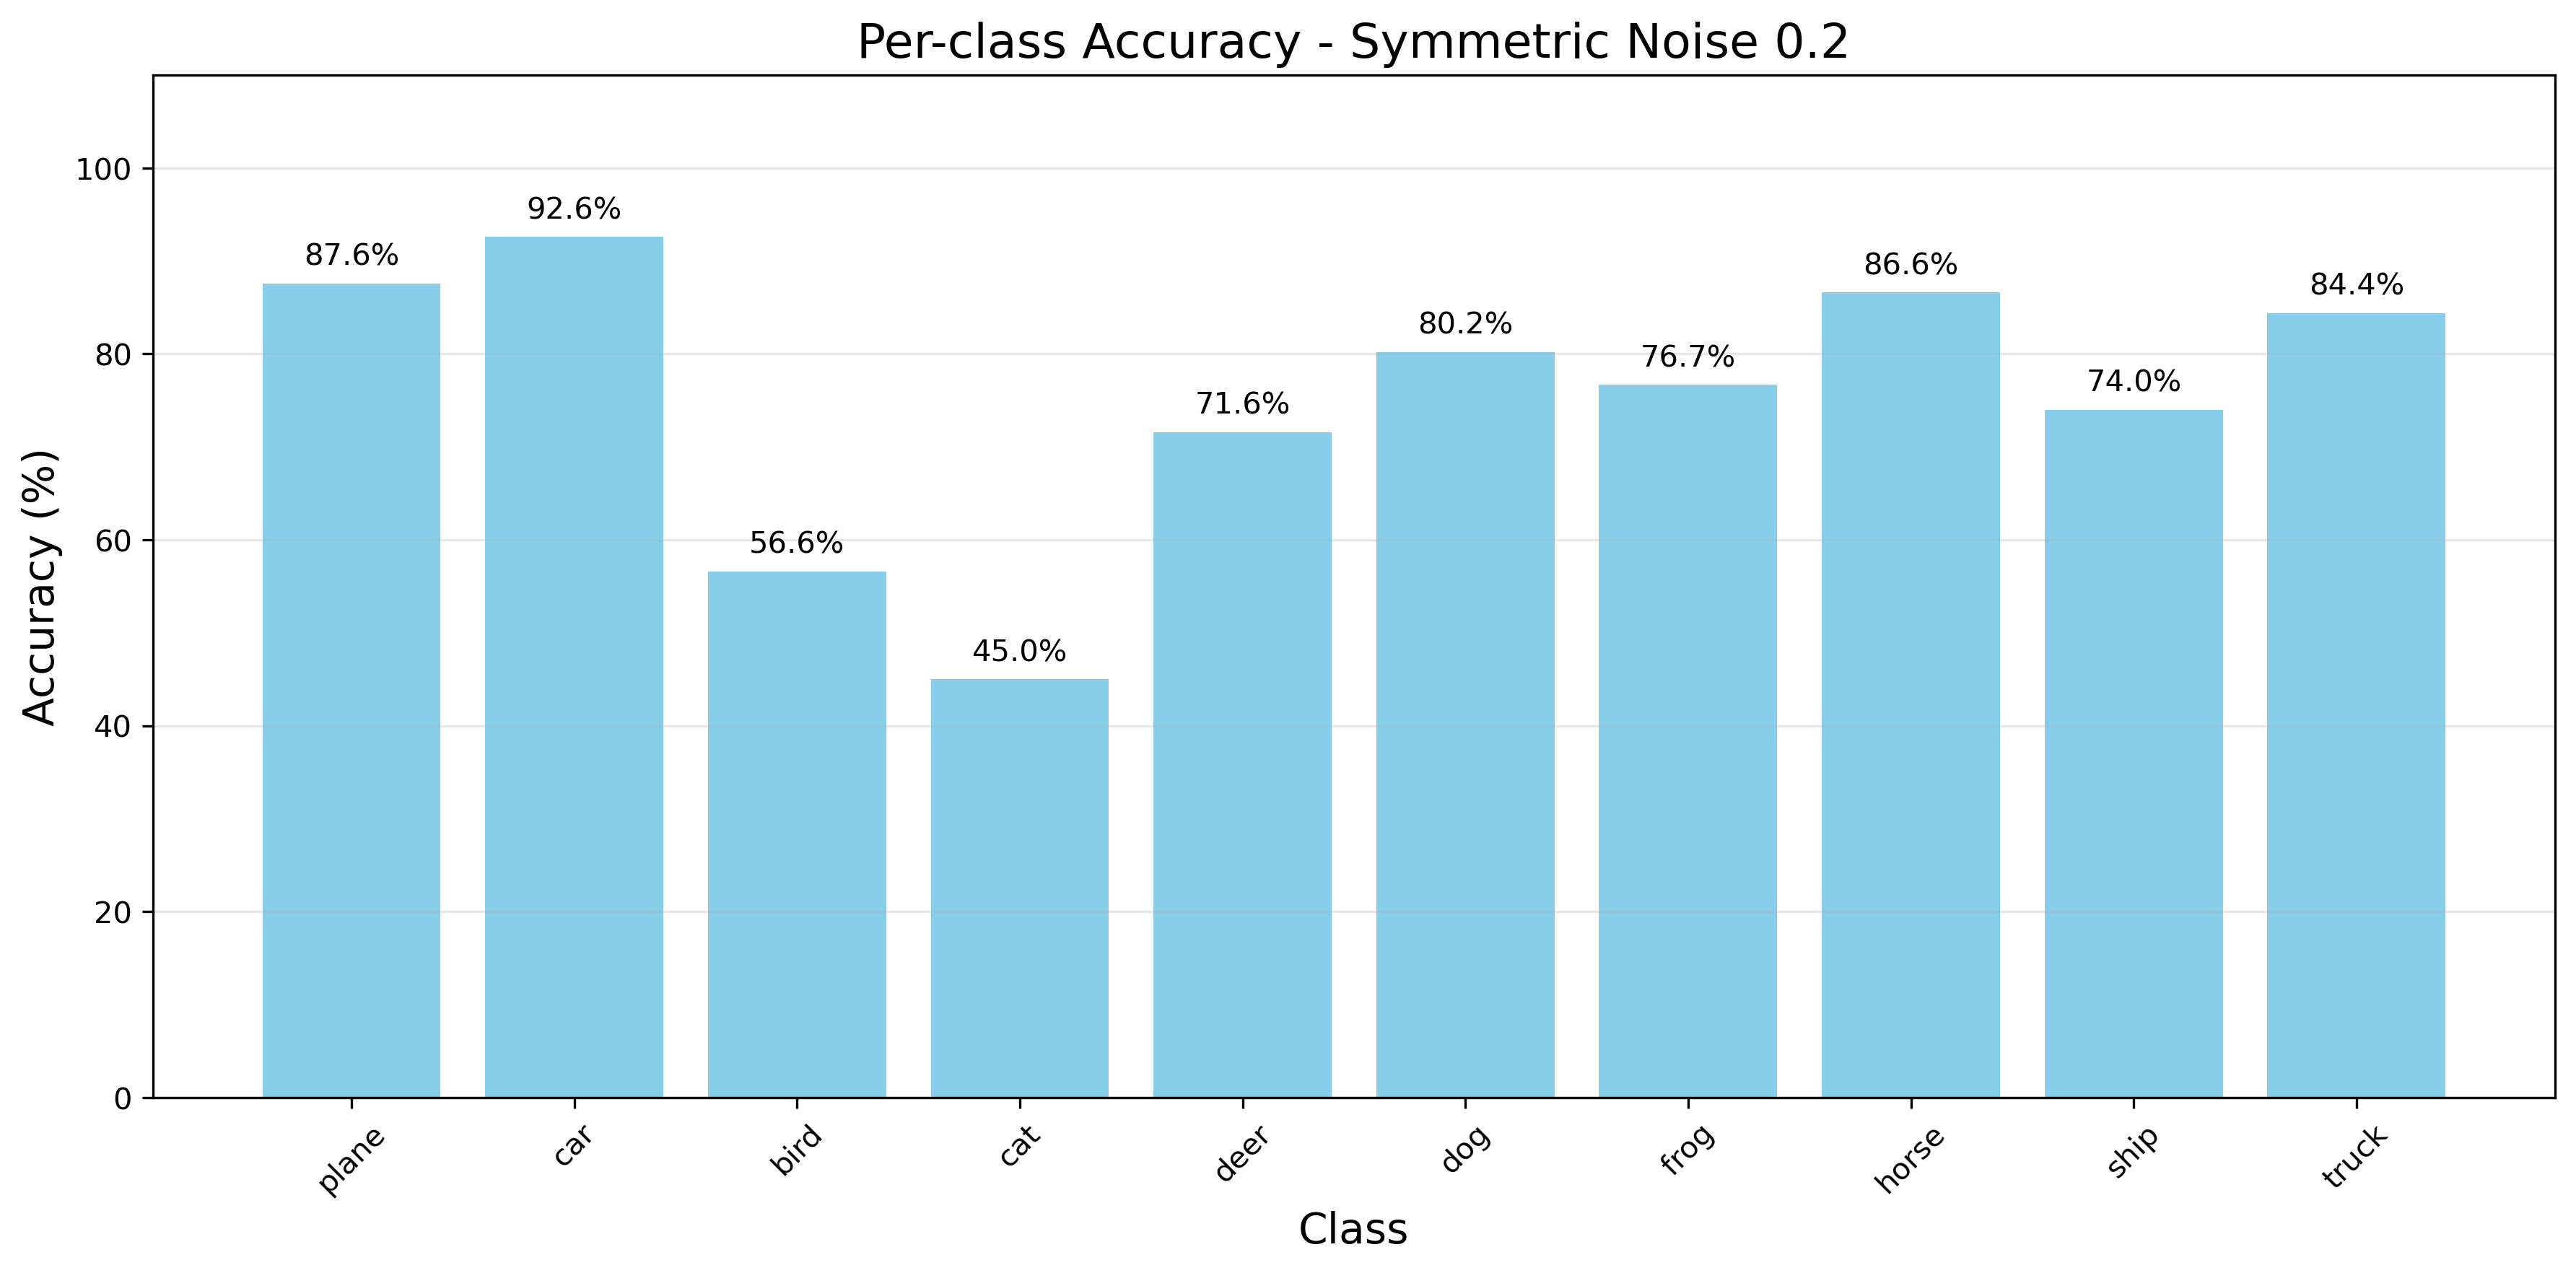 Per-class Accuracy - Symmetric Noise 0.2
Accuracy (%)
100
80
60
40
20
0
87.6%
92.6%
56.6%
45.0%
71.6%
80.2%
76.7%
86.6%
74.0%
84.4%
plane
car
bird
cat
deer
dog
frog
horse
ship
truck
Class